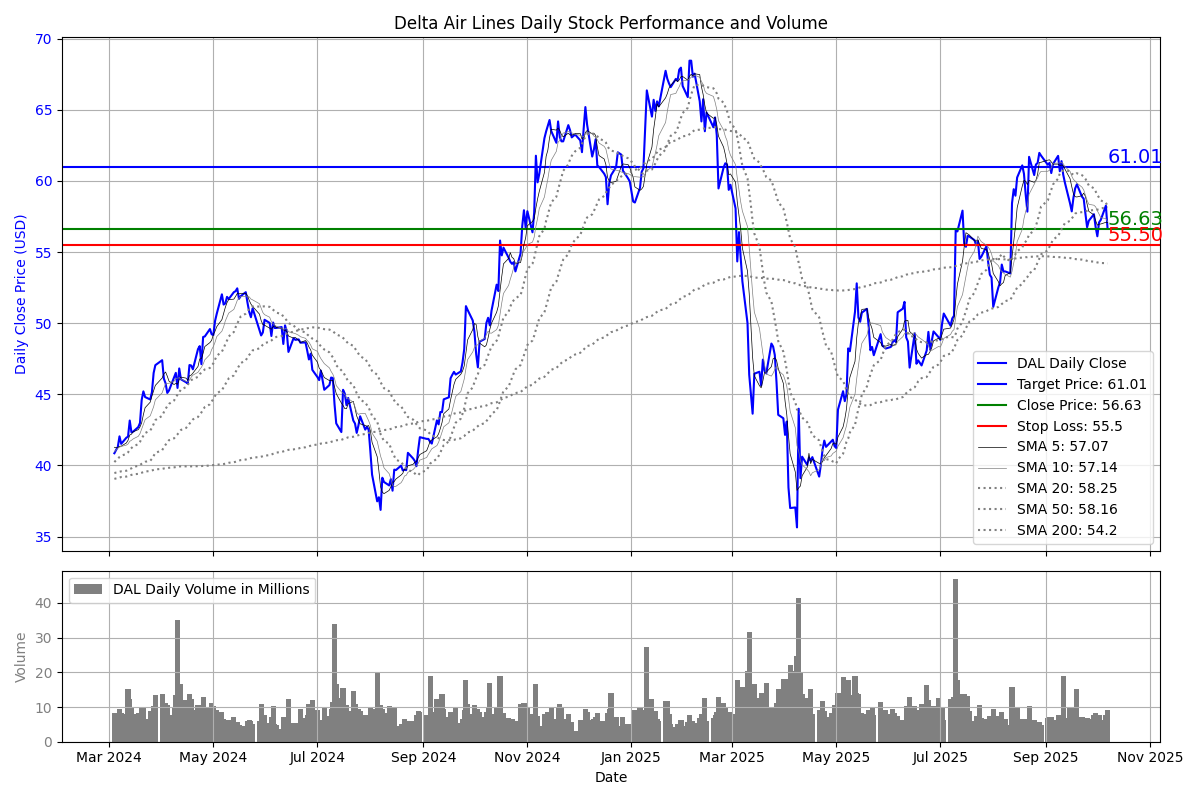 Delta Air Lines Daily Stock Performance and Volume
70
65
60
55
50
45
40
35
Daily Close Price (USD)
61.01
56.63
55.50
DAL Daily Close
Target Price: 61.01
Close Price: 56.63
Stop Loss: 55.5
SMA 5: 57.07
SMA 10: 57.14
SMA 20: 58.25
SMA 50: 58.16
SMA 200: 54.2
DAL Daily Volume in Millions
40
30
20
10
0
Volume
Mar 2024 May 2024 Jul 2024 Sep 2024 Nov 2024 Jan 2025 Mar 2025 May 2025 Jul 2025 Sep 2025 Nov 2025
Date